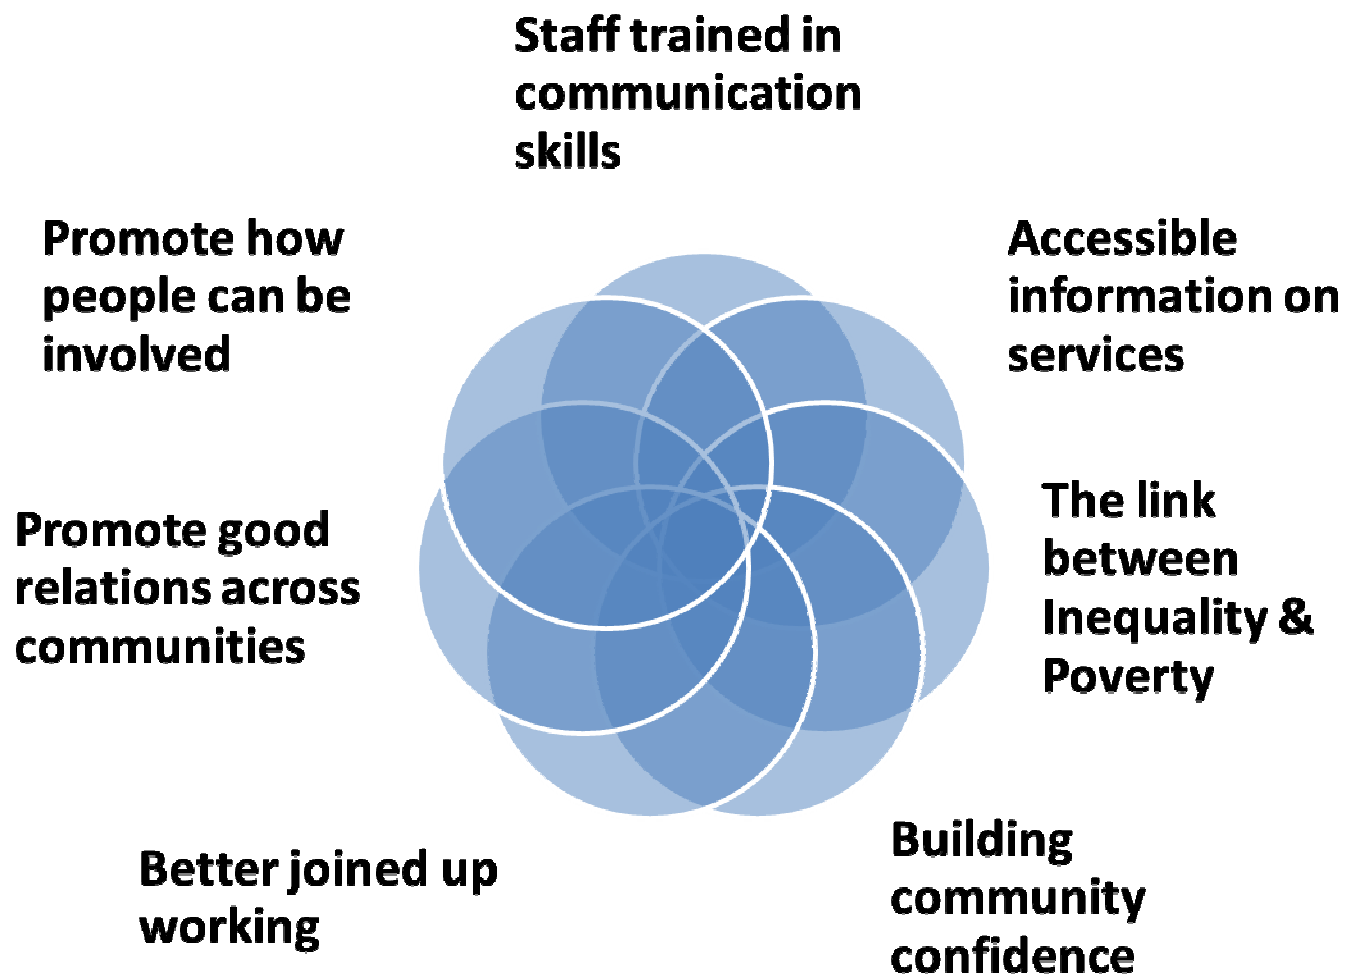 Staff trained in
communication
skills
Accessible
information on
services
The link
between
Inequality &
Poverty
Building
community
confidence
Better joined up
working
Promote good
relations across
communities
Promote how
people can be
involved